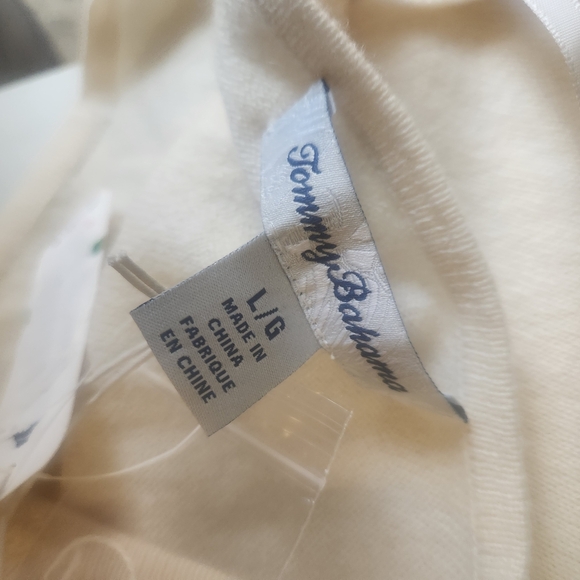 Tommy Bahama
L/G
MADE IN
CHINA
FABRIQUE
EN CHINE